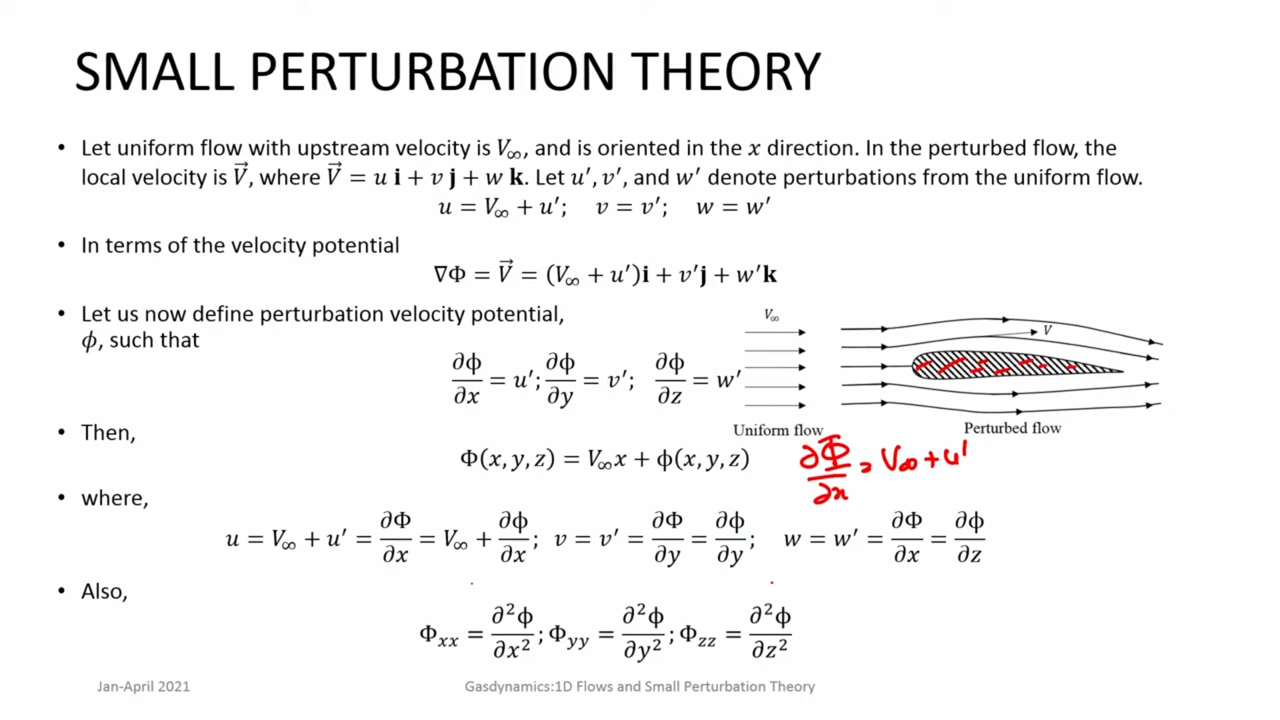 SMALL PERTURBATION THEORY
• Let uniform flow with upstream velocity is V∞, and is oriented in the x direction. In the perturbed flow, the
local velocity is V⃗, where V⃗ = u i + v j + w k. Let u′, v′, and w′ denote perturbations from the uniform flow.
u = V∞ + u′; v = v′; w = w′
• In terms of the velocity potential
∇Φ = V⃗ = (V∞ + u′)i + v′j + w′k
• Let us now define perturbation velocity potential,
ϕ, such that
∂ϕ/∂x = u′; ∂ϕ/∂y = v′; ∂ϕ/∂z = w′
V∞
V
Uniform flow
Perturbed flow
• Then,
Φ(x, y, z) = V∞x + ϕ(x, y, z)
∂Φ/∂x = V∞ + u′
• where,
u = V∞ + u′ = ∂Φ/∂x = V∞ + ∂ϕ/∂x; v = v′ = ∂Φ/∂y = ∂ϕ/∂y; w = w′ = ∂Φ/∂x = ∂ϕ/∂z
• Also,
Φxx = ∂²ϕ/∂x²; Φyy = ∂²ϕ/∂y²; Φzz = ∂²ϕ/∂z²
Jan-April 2021
Gasdynamics:1D Flows and Small Perturbation Theory